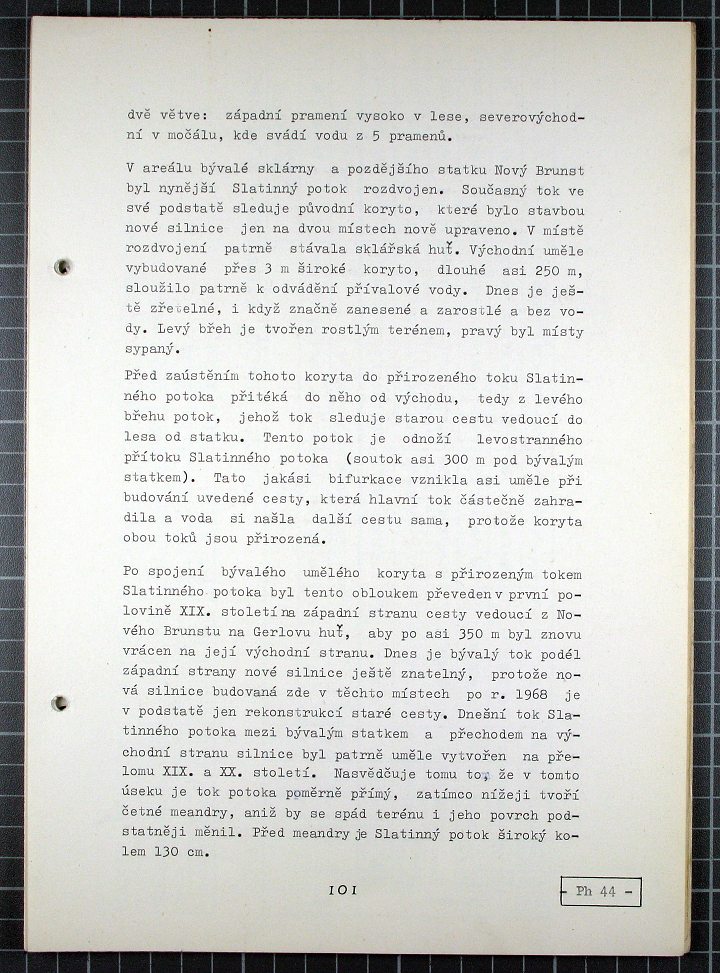 dvě větve: západní pramení vysoko v lese, severovýchod-
ní v močálu, kde svádí vodu z 5 pramenů.
V areálu bývalé sklárny a pozdějšího statku Nový Brunst
byl nynější Slatinný potok rozdvojen. Současný tok ve
své podstatě sleduje původní koryto, které bylo stavbou
nové silnice jen na dvou místech nově upraveno. V místě
rozdvojení patrně stávala sklářská huť. Východní uměle
vybudované přes 3 m široké koryto, dlouhé asi 250 m,
sloužilo patrně k odvádění přívalové vody. Dnes je ješ-
tě zřetelné, i když značně zanesené a zarostlé a bez vo-
dy. Levý břeh je tvořen rostlým terénem, pravý byl místy
sypaný.
Před zaústěním tohoto koryta do přirozeného toku Slatin-
ného potoka přitéká do něho od východu, tedy z levého
břehu potok, jehož tok sleduje starou cestu vedoucí do
lesa od statku. Tento potok je odnoží levostranného
přítoku Slatinného potoka (soutok asi 300 m pod bývalým
statkem). Tato jakási bifurkace vznikla asi uměle při
budování uvedené cesty, která hlavní tok částečně zahra-
dila a voda si našla další cestu sama, protože koryta
obou toků jsou přirozená.
Po spojení bývalého umělého koryta s přirozeným tokem
Slatinného potoka byl tento obloukem převeden v první po-
lovině XIX. století na západní stranu cesty vedoucí z No-
vého Brunstu na Gerlovu huť, aby po asi 350 m byl znovu
vrácen na její východní stranu. Dnes je bývalý tok podél
západní strany nové silnice ještě znatelný, protože no-
vá silnice budovaná zde v těchto místech po r. 1968 je
v podstatě jen rekonstrukcí staré cesty. Dnešní tok Sla-
tinného potoka mezi bývalým statkem a přechodem na vý-
chodní stranu silnice byl patrně uměle vytvořen na pře-
lomu XIX. a XX. století. Nasvědčuje tomu to, že v tomto
úseku je tok potoka poměrně přímý, zatímco nížeji tvoří
četné meandry, aniž by se spád terénu i jeho povrch pod-
statněji měnil. Před meandry je Slatinný potok široký ko-
lem 130 cm.
101
- Ph 44 -